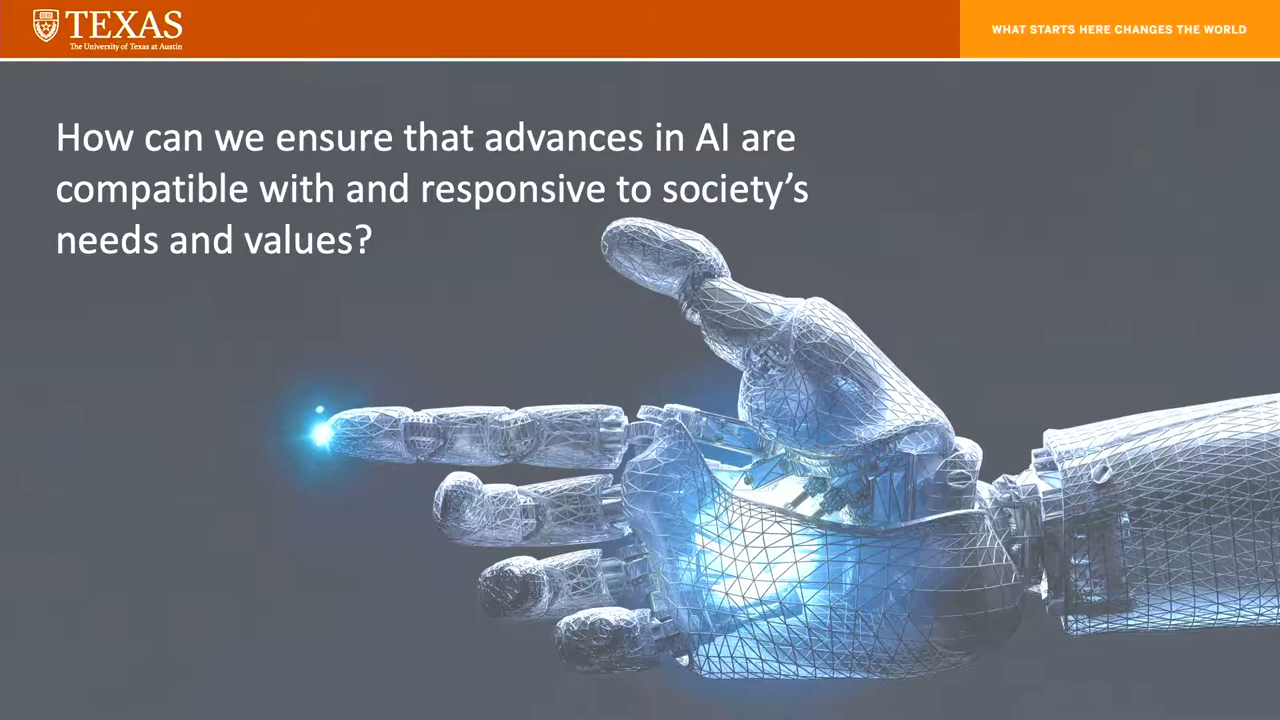 TEXAS
The University of Texas at Austin
WHAT STARTS HERE CHANGES THE WORLD
How can we ensure that advances in AI are
compatible with and responsive to society’s
needs and values?